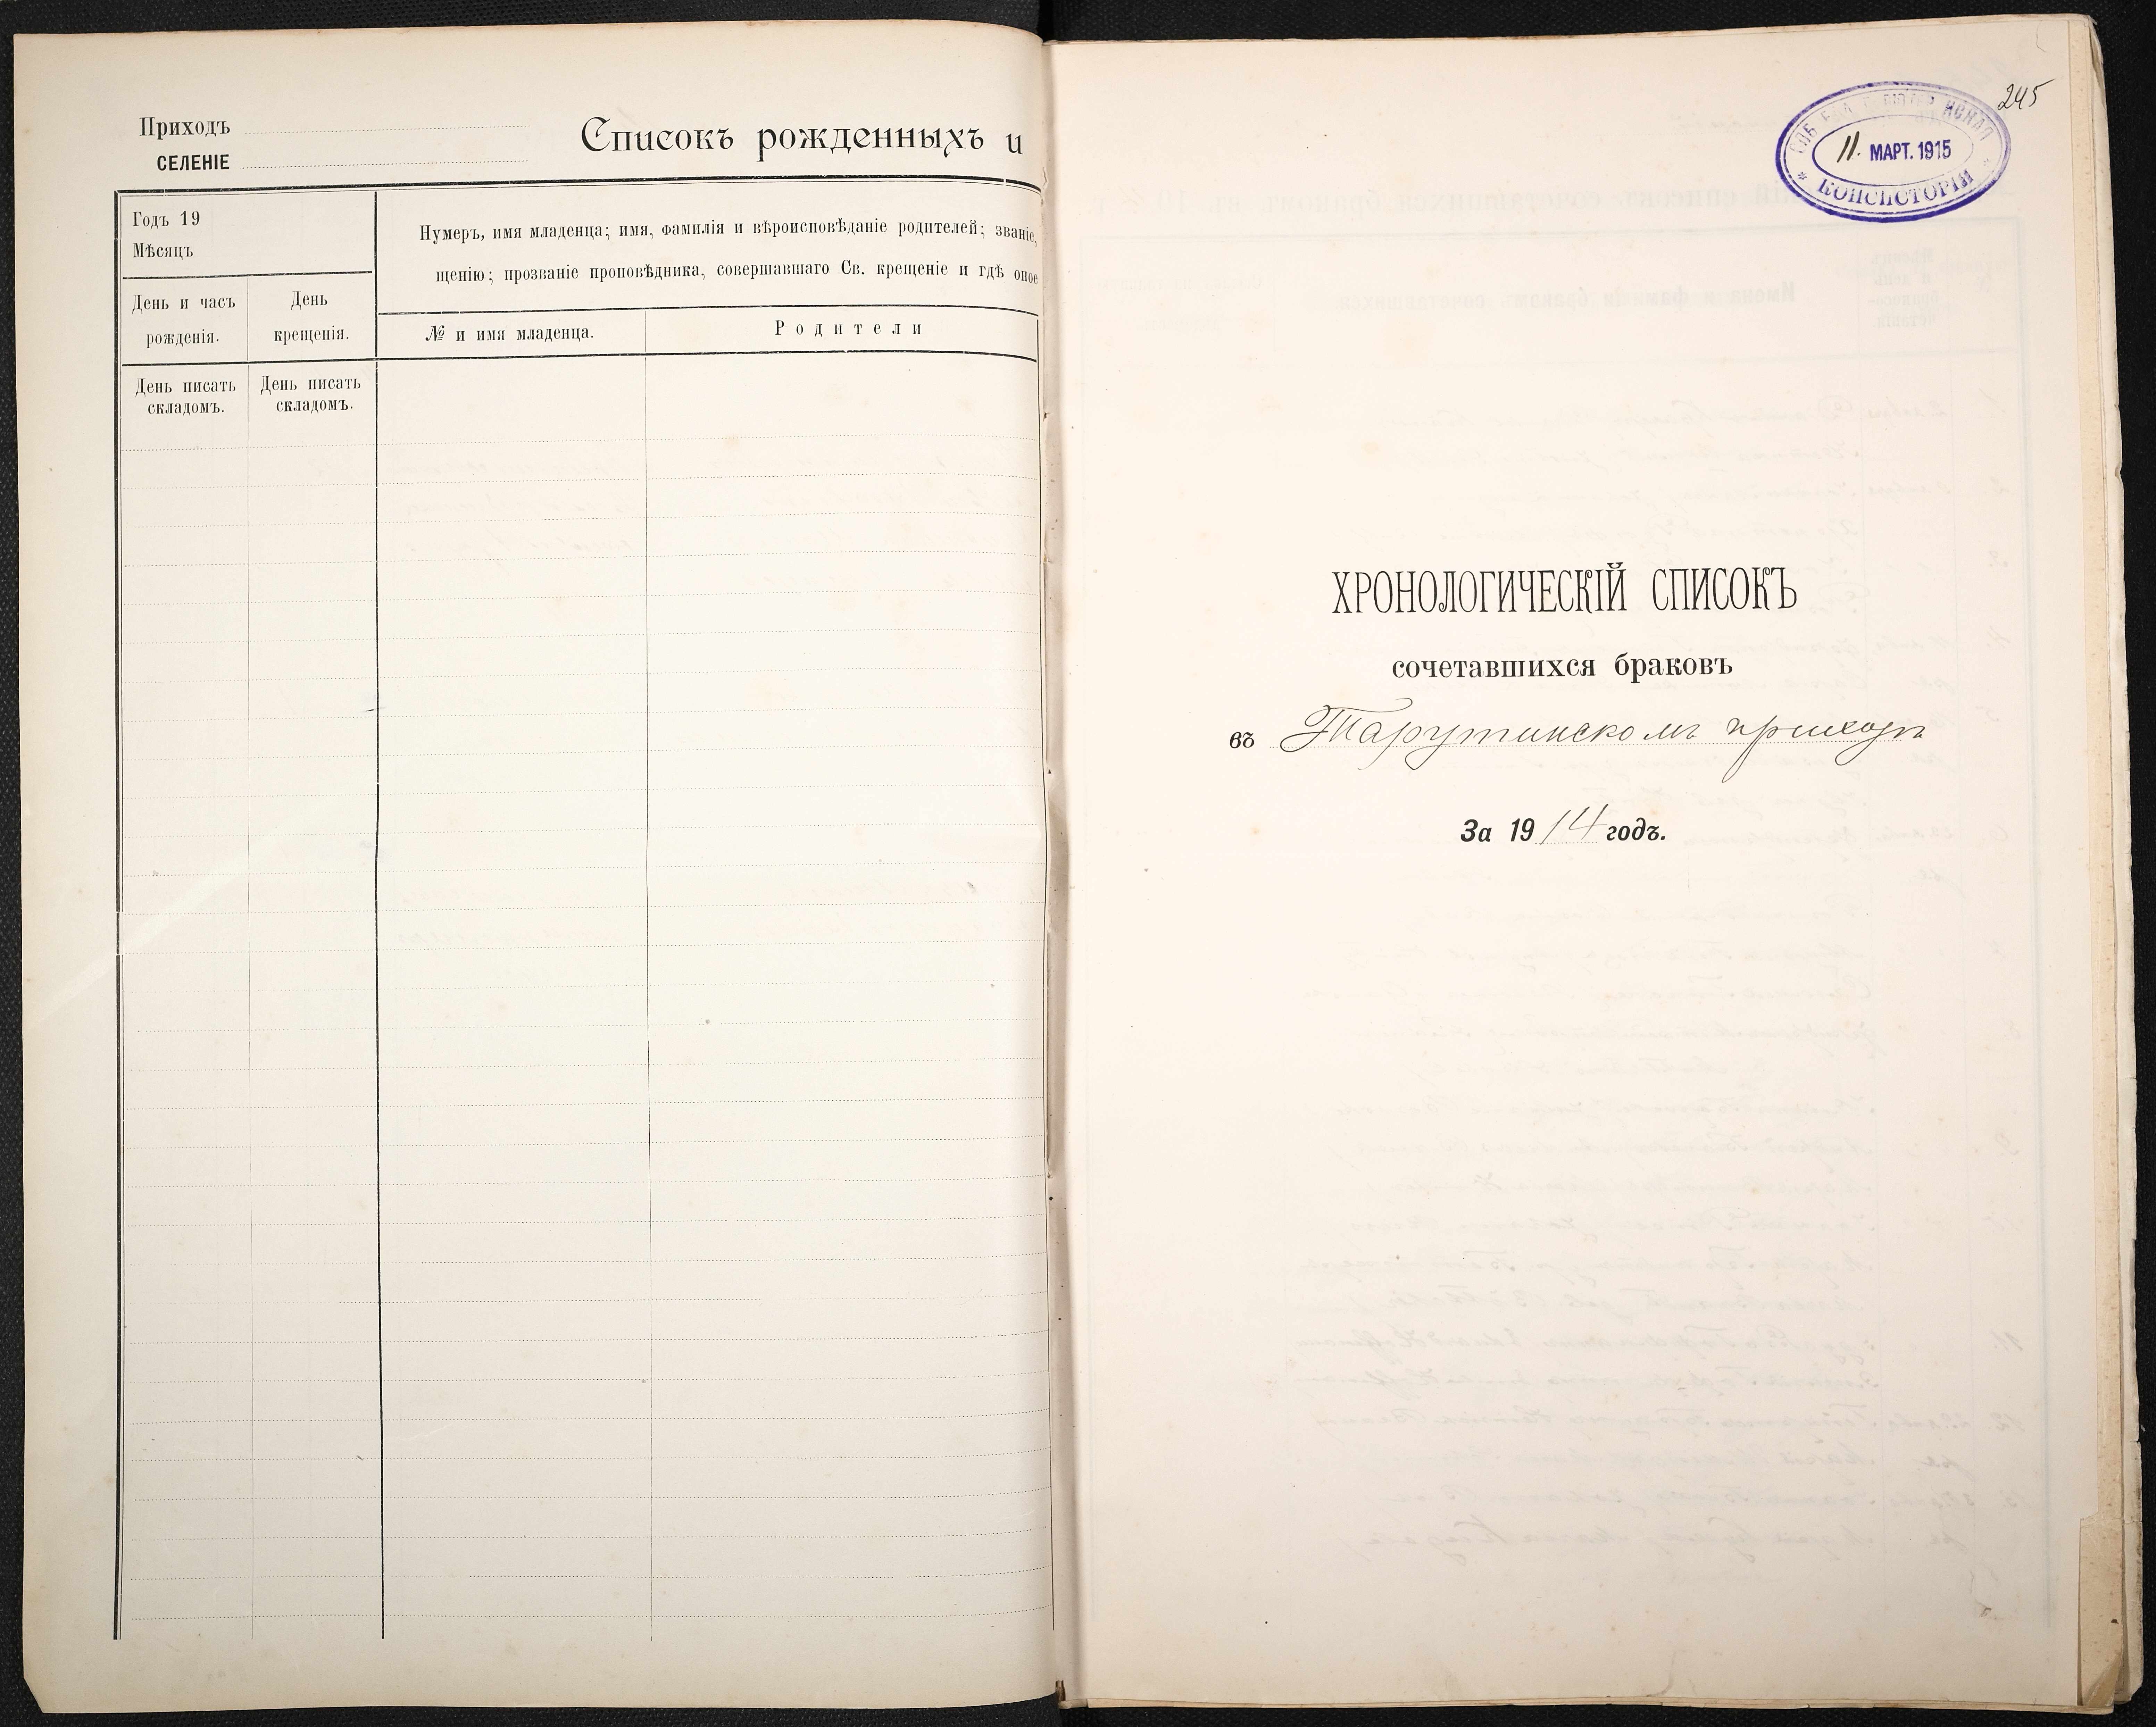 Приходъ
СЕЛЕНІЕ
Списокъ рожденныхъ и
Годъ 19
Мѣсяцъ
Нумеръ, имя младенца; имя, фамилія и вѣроисповѣданіе родителей; званіе,
щенію; прозваніе проповѣдника, совершавшаго Св. крещеніе и гдѣ оное
День и часъ
рожденія.
День
крещенія.
№ и имя младенца.
Родители
День писать
складомъ.
День писать
складомъ.
245
11. МАРТ. 1915
КОНСИСТОРІИ
ХРОНОЛОГИЧЕСКІЙ СПИСОКЪ
сочетавшихся браковъ
въ Тарутинскомъ приходѣ
За 1914 годъ.